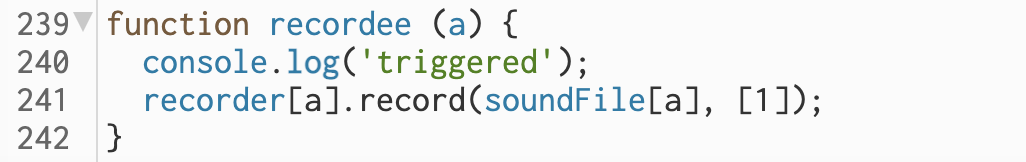 239 function recordee (a) {
240   console.log('triggered');
241   recorder[a].record(soundFile[a], [1]);
242 }